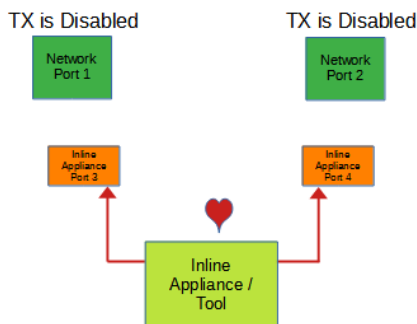 TX is Disabled
TX is Disabled
Network
Port 1
Network
Port 2
Inline
Appliance
Port 3
Inline
Appliance
Port 4
Inline
Appliance /
Tool